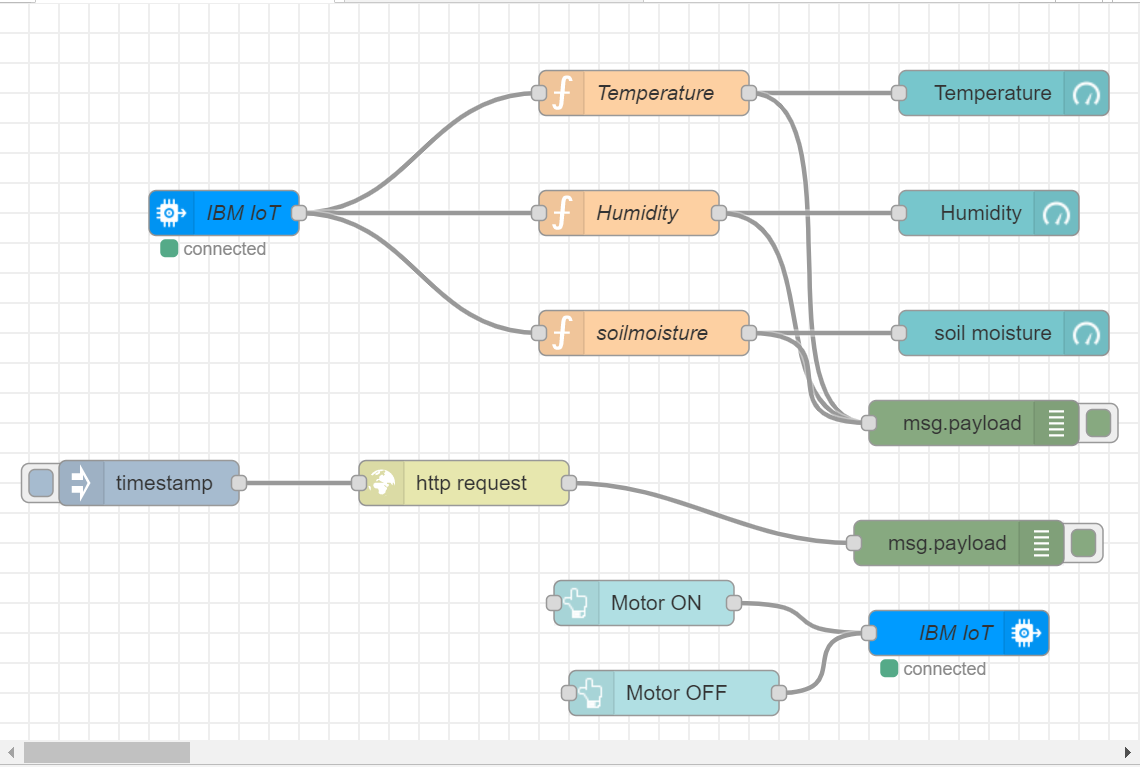 Temperature
Temperature
IBM IoT
Humidity
Humidity
connected
soilmoisture
soil moisture
msg.payload
timestamp
http request
msg.payload
Motor ON
IBM IoT
connected
Motor OFF